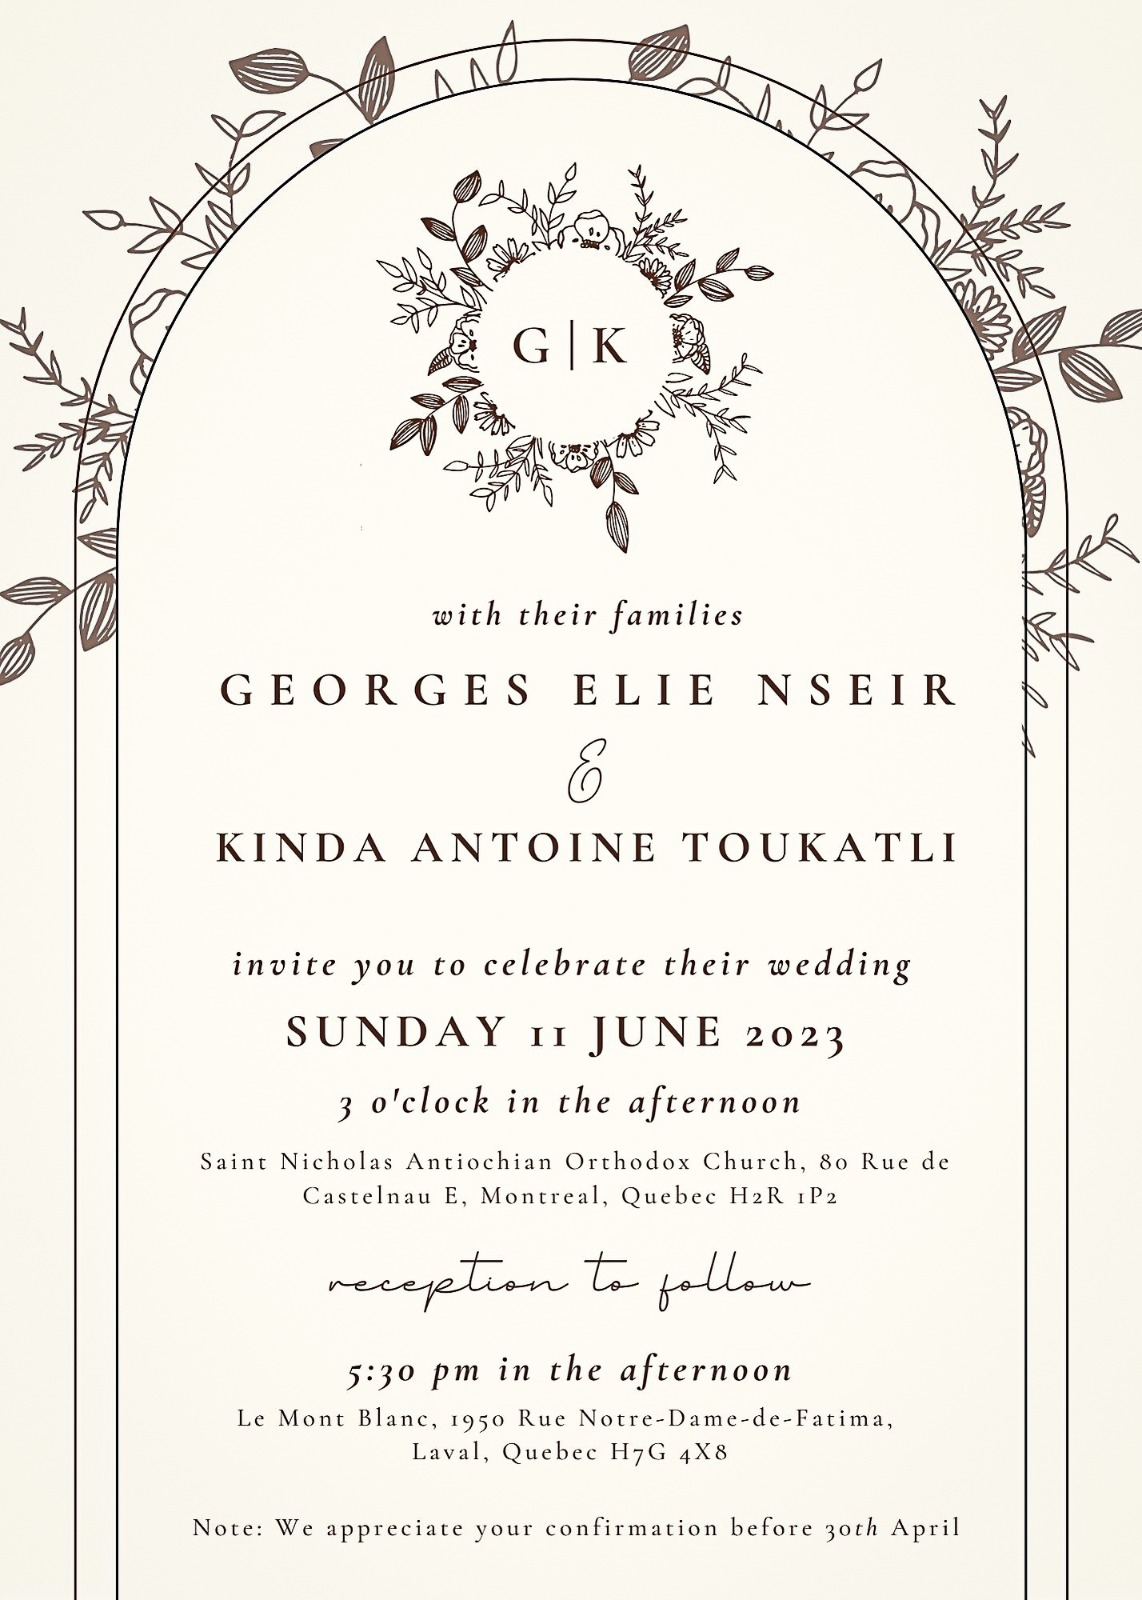 G|K
with their families
GEORGES ELIE NSEIR
&
KINDA ANTOINE TOUKATLI
invite you to celebrate their wedding
SUNDAY 11 JUNE 2023
3 o'clock in the afternoon
Saint Nicholas Antiochian Orthodox Church, 80 Rue de
Castelnau E, Montreal, Quebec H2R 1P2
reception to follow
5:30 pm in the afternoon
Le Mont Blanc, 1950 Rue Notre-Dame-de-Fatima,
Laval, Quebec H7G 4X8
Note: We appreciate your confirmation before 30th April